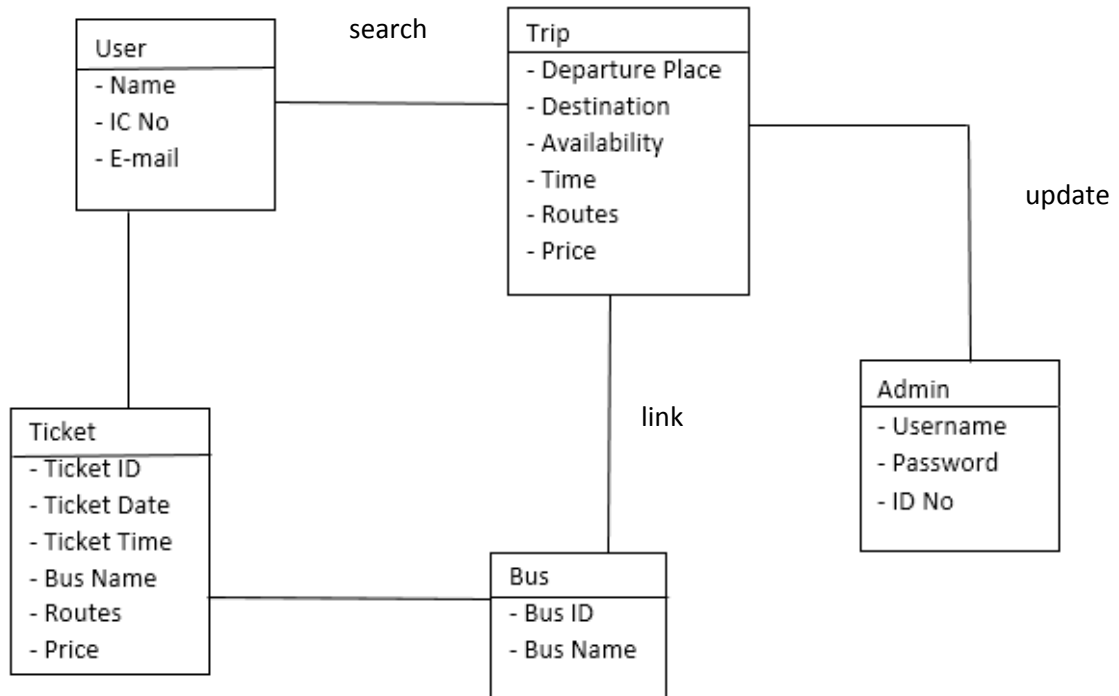 User
- Name
- IC No
- E-mail
search
Trip
- Departure Place
- Destination
- Availability
- Time
- Routes
- Price
update
Admin
- Username
- Password
- ID No
link
Ticket
- Ticket ID
- Ticket Date
- Ticket Time
- Bus Name
- Routes
- Price
Bus
- Bus ID
- Bus Name